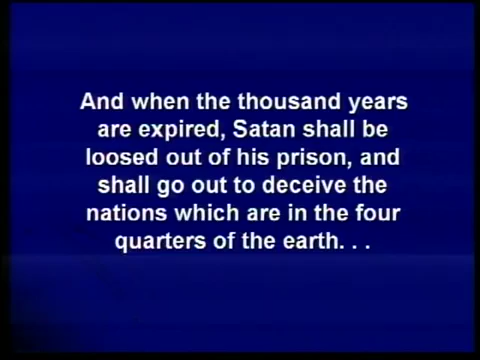 And when the thousand years
are expired, Satan shall be
loosed out of his prison, and
shall go out to deceive the
nations which are in the four
quarters of the earth. . .